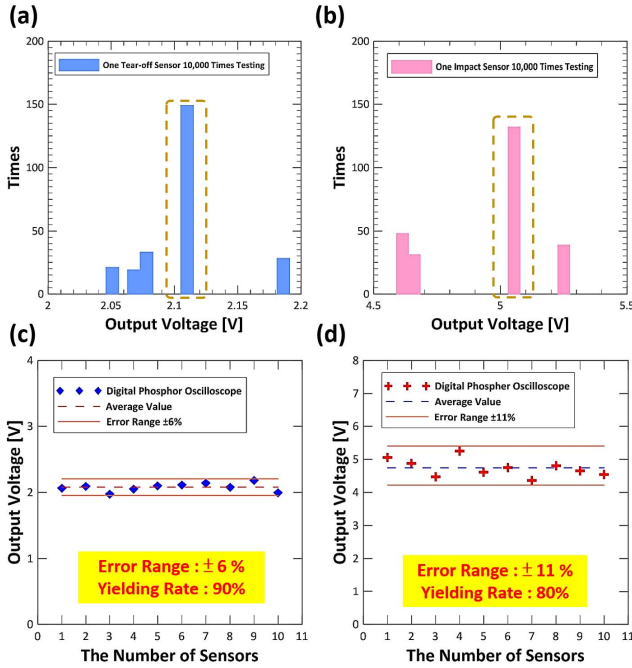 (a)
200
150
100
50
0
Times
One Tear-off Sensor 10,000 Times Testing
2 2.05 2.1 2.15 2.2
Output Voltage [V]
(b)
200
150
100
50
0
Times
One Impact Sensor 10,000 Times Testing
4.5 5 5.5
Output Voltage [V]
(c)
4
3
2
1
0
Output Voltage [V]
Digital Phosphor Oscilloscope
Average Value
Error Range ±6%
Error Range : ± 6 %
Yielding Rate : 90%
0 1 2 3 4 5 6 7 8 9 10 11
The Number of Sensors
(d)
8
7
6
5
4
3
2
1
0
Output Voltage [V]
Digital Phospher Oscilloscope
Average Value
Error Range ±11%
Error Range : ± 11 %
Yielding Rate : 80%
0 1 2 3 4 5 6 7 8 9 10 11
The Number of Sensors